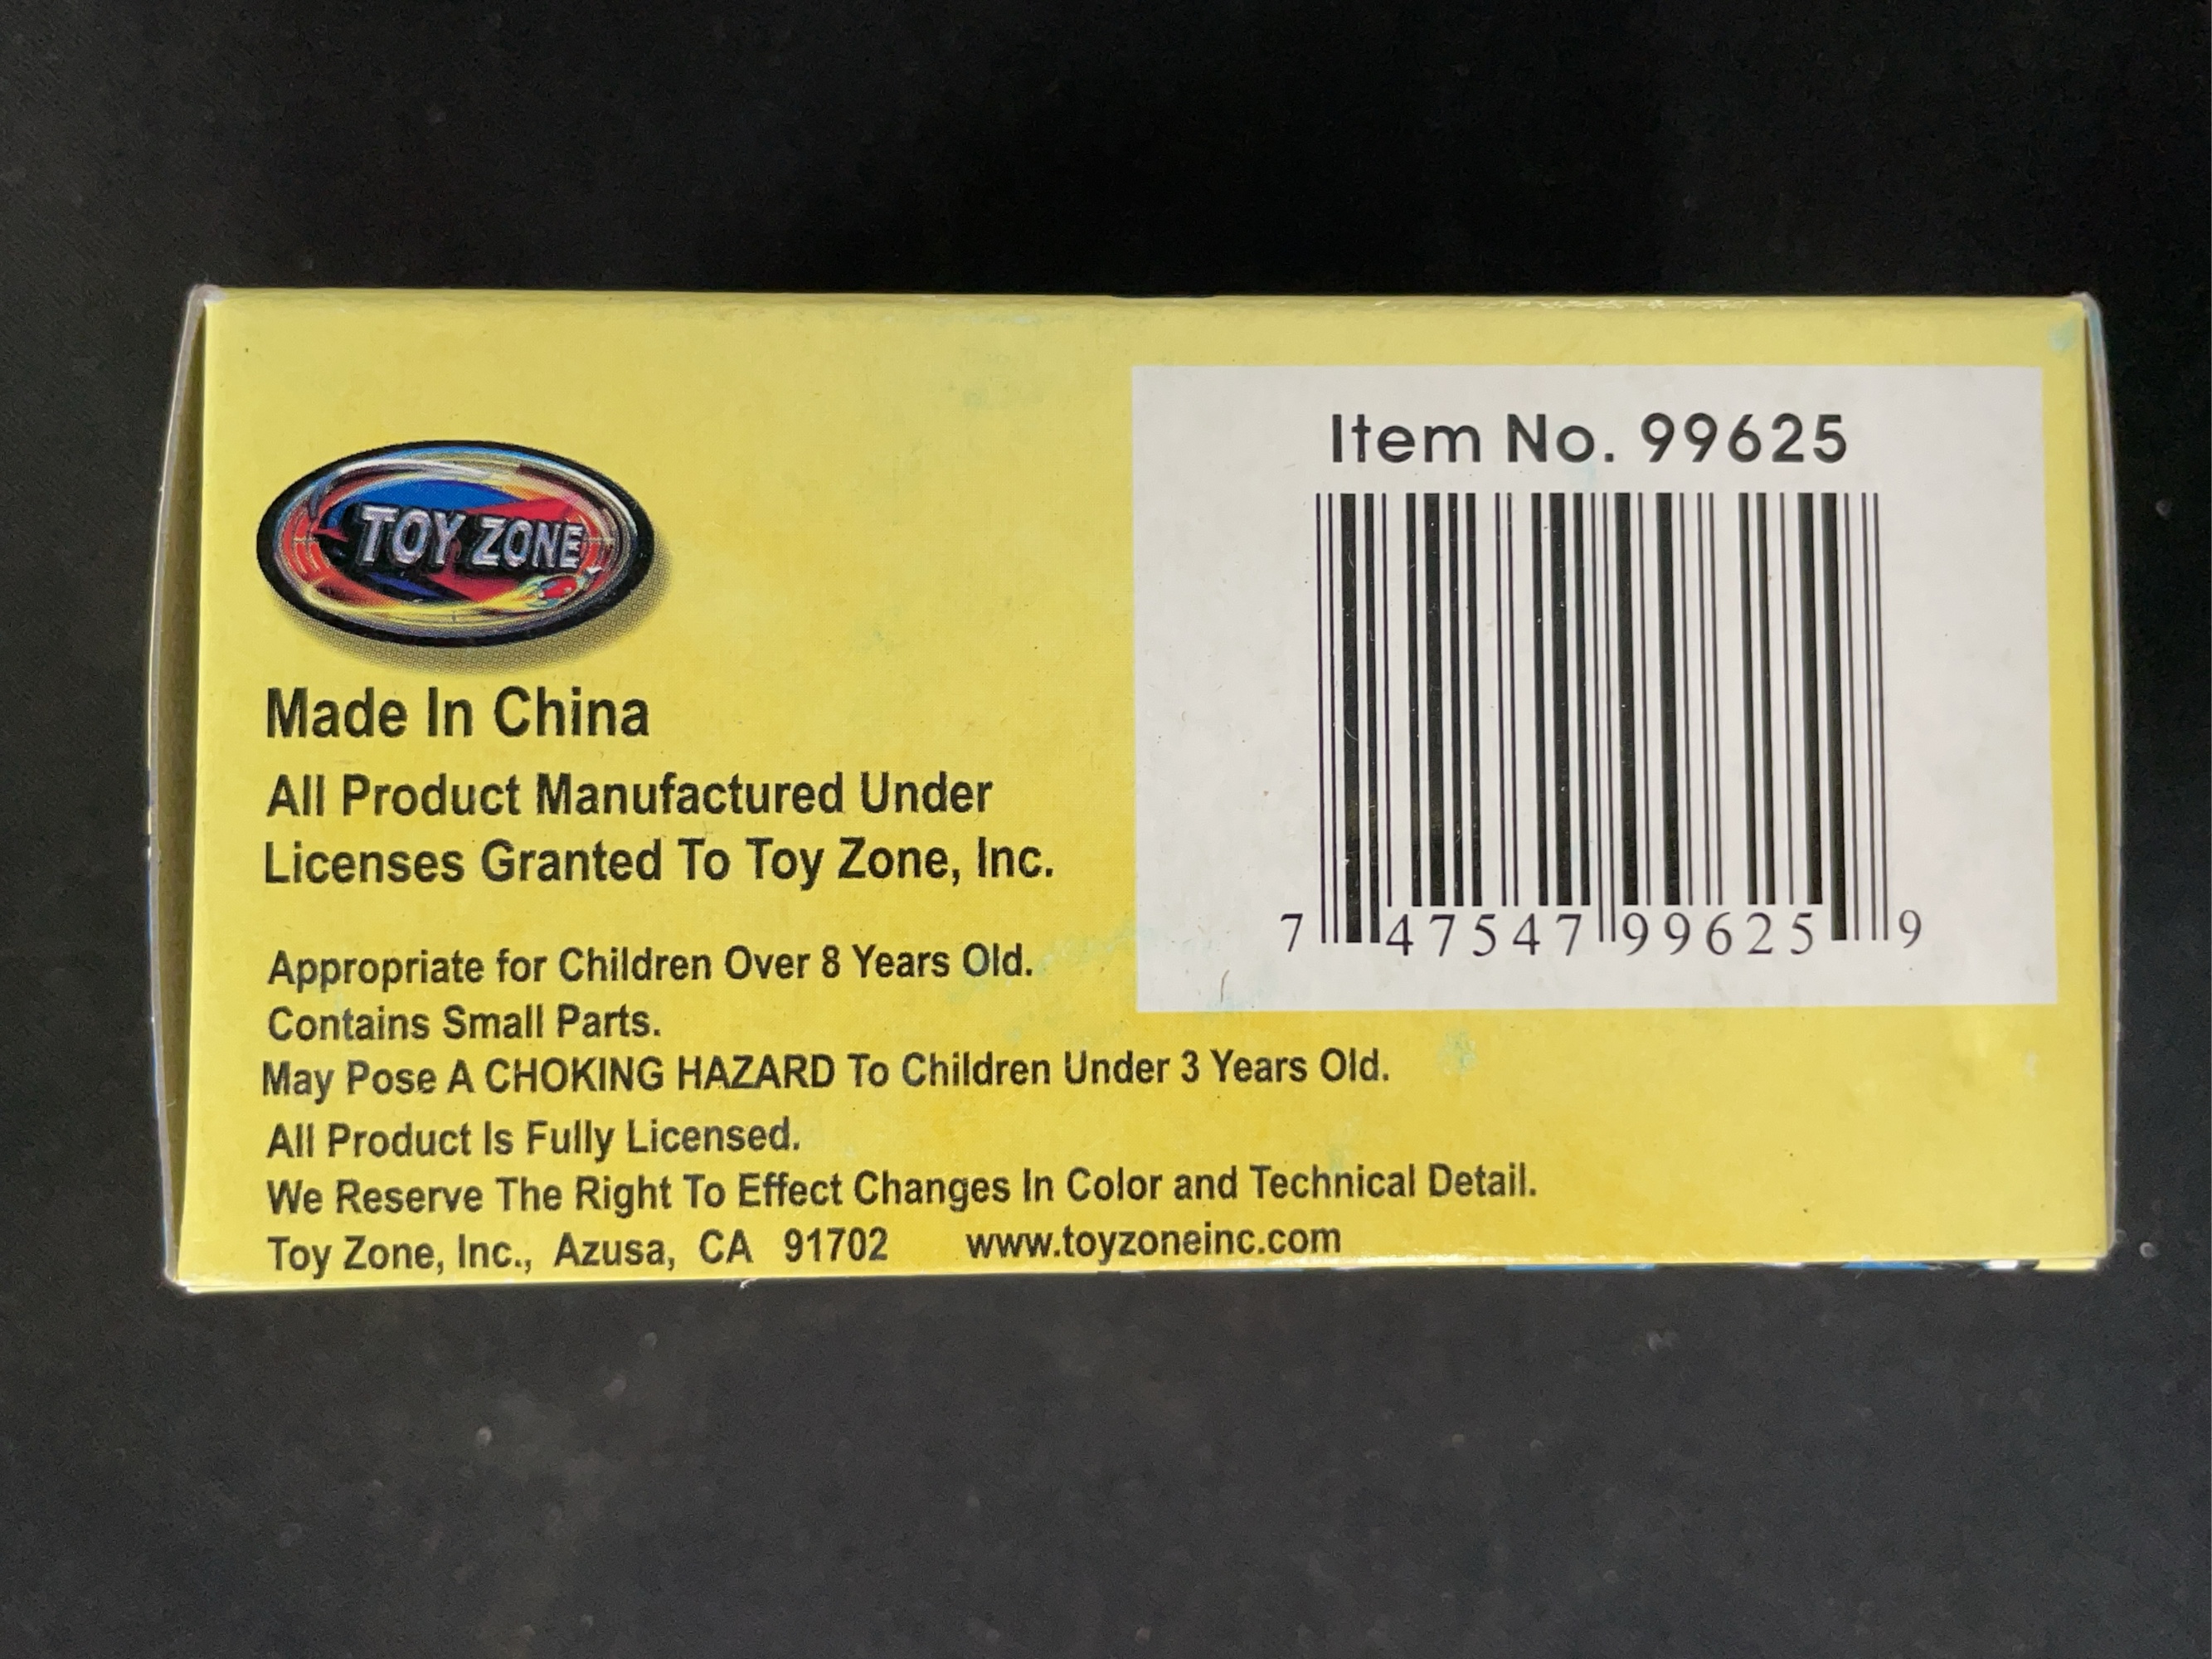 TOY ZONE
Made In China
All Product Manufactured Under
Licenses Granted To Toy Zone, Inc.
Appropriate for Children Over 8 Years Old.
Contains Small Parts.
May Pose A CHOKING HAZARD To Children Under 3 Years Old.
All Product Is Fully Licensed.
We Reserve The Right To Effect Changes In Color and Technical Detail.
Toy Zone, Inc., Azusa, CA 91702 www.toyzoneinc.com
Item No. 99625
7 47547 99625 9